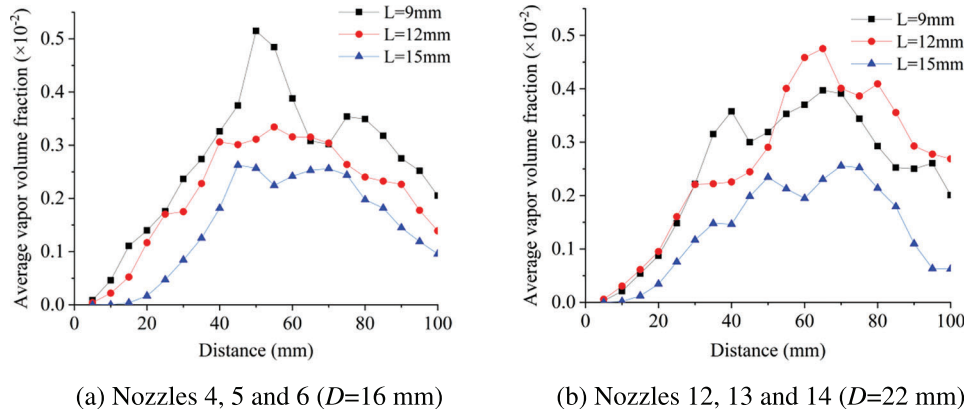 Average vapor volume fraction (×10⁻²)
0.5
0.4
0.3
0.2
0.1
0.0
0 20 40 60 80 100
Distance (mm)
L=9mm
L=12mm
L=15mm
(a) Nozzles 4, 5 and 6 (D=16 mm)
Average vapor volume fraction (×10⁻²)
0.5
0.4
0.3
0.2
0.1
0.0
0 20 40 60 80 100
Distance (mm)
L=9mm
L=12mm
L=15mm
(b) Nozzles 12, 13 and 14 (D=22 mm)